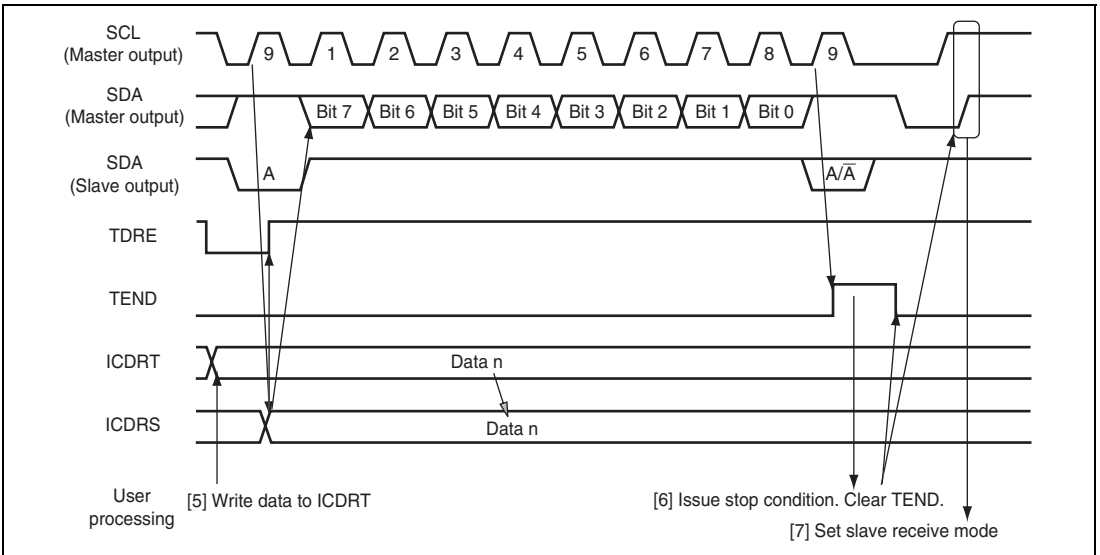 SCL
(Master output)
9 1 2 3 4 5 6 7 8 9
SDA
(Master output)
Bit 7 Bit 6 Bit 5 Bit 4 Bit 3 Bit 2 Bit 1 Bit 0
SDA
(Slave output)
A A/A̅
TDRE
TEND
ICDRT
Data n
ICDRS
Data n
User
processing
[5] Write data to ICDRT
[6] Issue stop condition. Clear TEND.
[7] Set slave receive mode